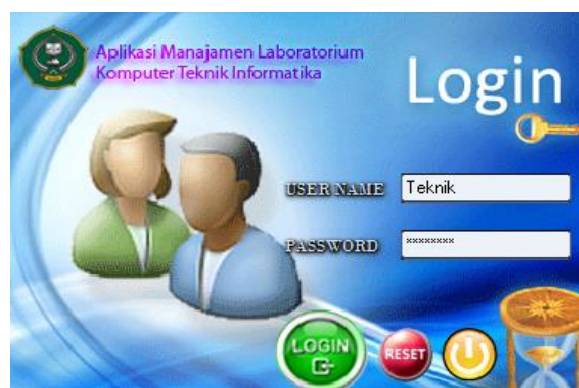 Aplikasi Manajamen Laboratorium
Komputer Teknik Informatika
Login
USER NAME
Teknik
PASSWORD
********
LOGIN
RESET